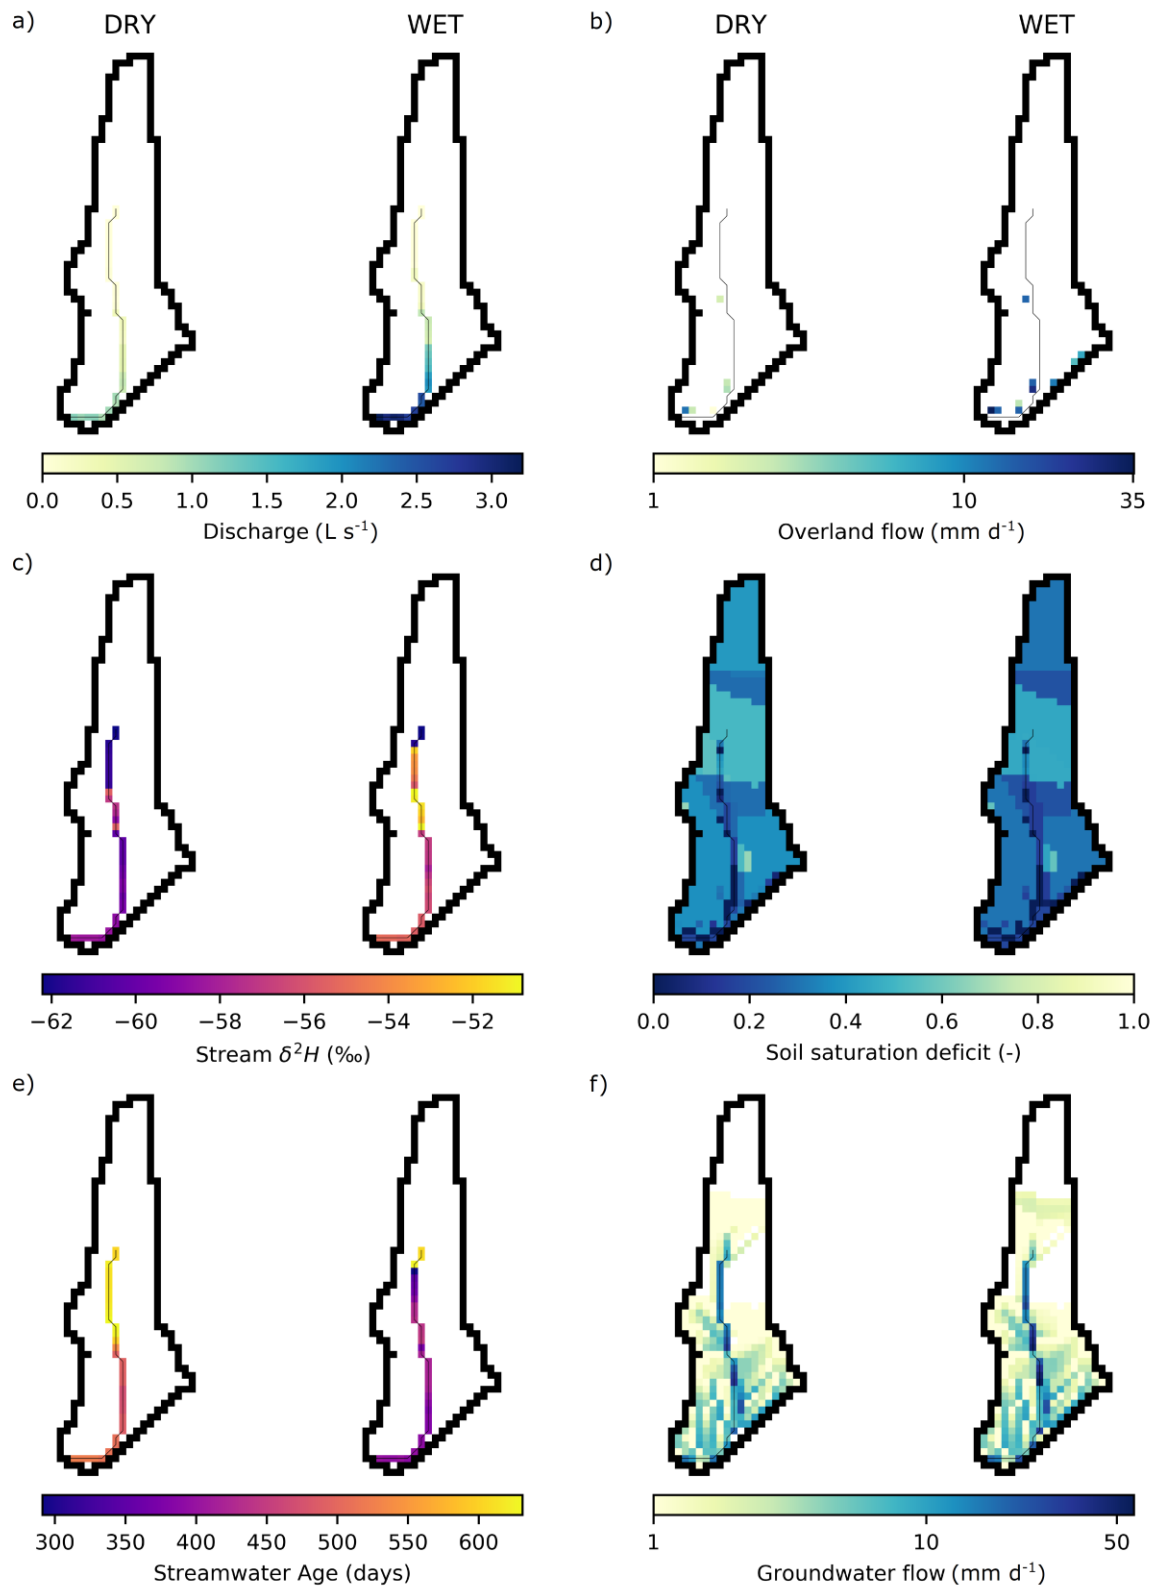 a) DRY WET b) DRY WET
0.0 0.5 1.0 1.5 2.0 2.5 3.0 1 10 35
Discharge (L s⁻¹) Overland flow (mm d⁻¹)
c) d)
−62 −60 −58 −56 −54 −52 0.0 0.2 0.4 0.6 0.8 1.0
Stream δ²H (‰) Soil saturation deficit (-)
e) f)
300 350 400 450 500 550 600 1 10 50
Streamwater Age (days) Groundwater flow (mm d⁻¹)